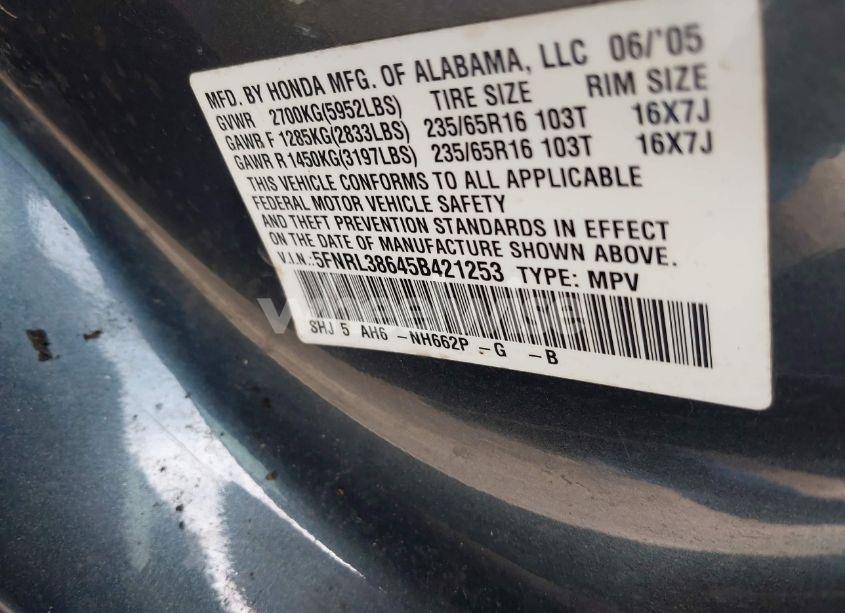 MFD. BY HONDA MFG. OF ALABAMA, LLC 06/'05
GVWR 2700KG(5952LBS) TIRE SIZE RIM SIZE
GAWR F 1285KG(2833LBS) 235/65R16 103T 16X7J
GAWR R 1450KG(3197LBS) 235/65R16 103T 16X7J
THIS VEHICLE CONFORMS TO ALL APPLICABLE
FEDERAL MOTOR VEHICLE SAFETY
AND THEFT PREVENTION STANDARDS IN EFFECT
ON THE DATE OF MANUFACTURE SHOWN ABOVE.
V.I.N.:5FNRL38645B421253 TYPE: MPV
SHJ 5 AH6 -NH662P -G -B